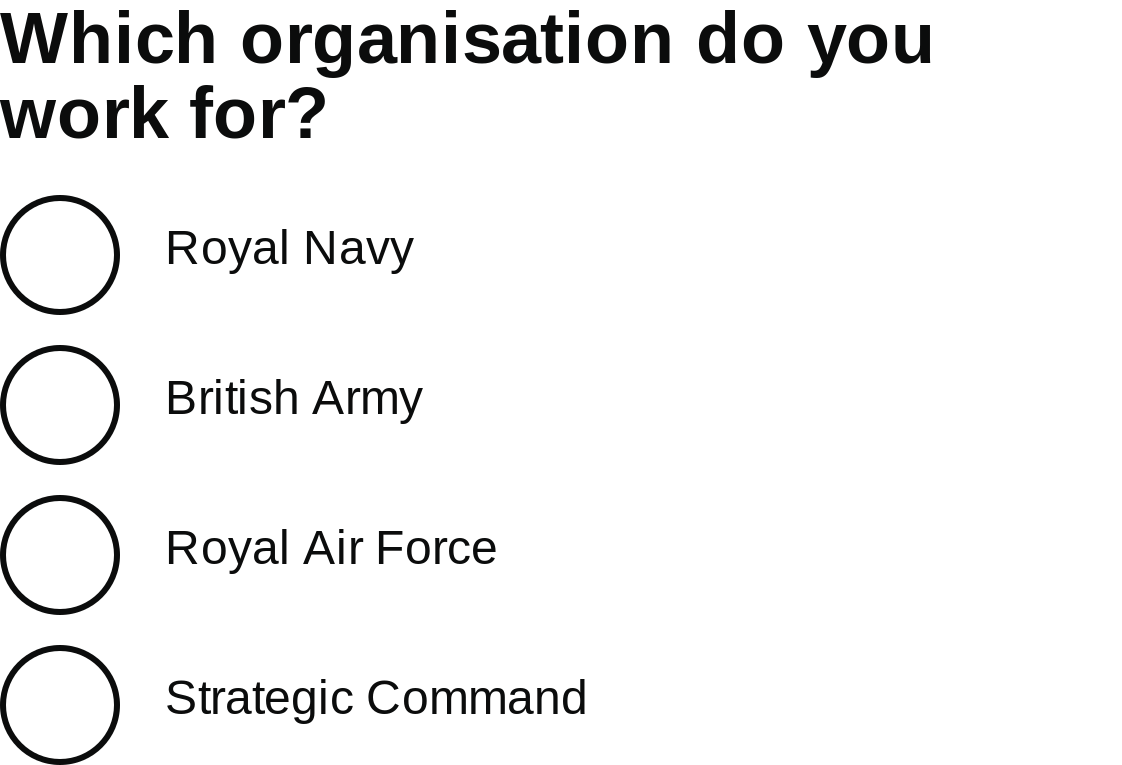 Which organisation do you
work for?
Royal Navy
British Army
Royal Air Force
Strategic Command